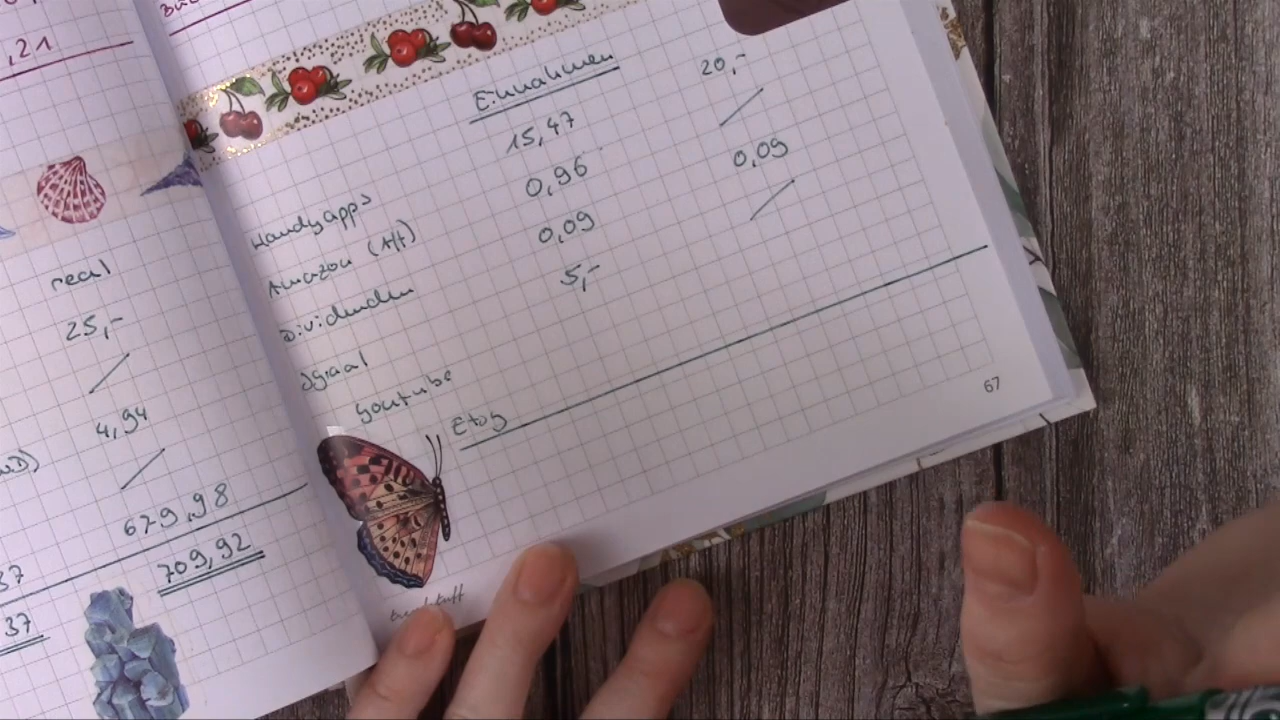 ,21
real
25,-
4,94
679,98
37
709,92
37
Einnahmen
Handyapps 15,47 20,-
Amazon (Aff) 0,96
Dividenden 0,09 0,09
5,-
Youtube
Etsy
67